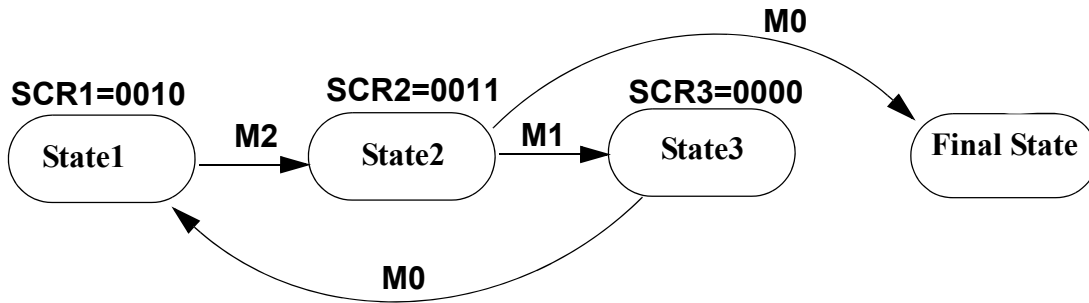 M0
SCR1=0010
SCR2=0011
SCR3=0000
M2
M1
State1
State2
State3
Final State
M0